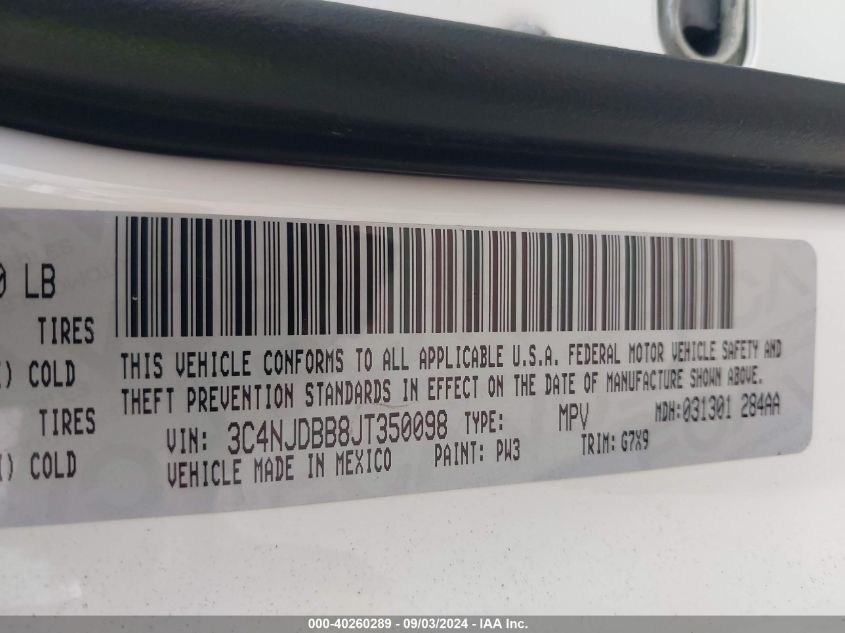 LB
TIRES
COLD
TIRES
COLD
THIS VEHICLE CONFORMS TO ALL APPLICABLE U.S.A. FEDERAL MOTOR VEHICLE SAFETY AND
THEFT PREVENTION STANDARDS IN EFFECT ON THE DATE OF MANUFACTURE SHOWN ABOVE.
VIN: 3C4NJDBB8JT350098 TYPE: MPV MDH:031301 284AA
VEHICLE MADE IN MEXICO PAINT: PW3 TRIM: G7X9
000-40260289 - 09/03/2024 - IAA Inc.